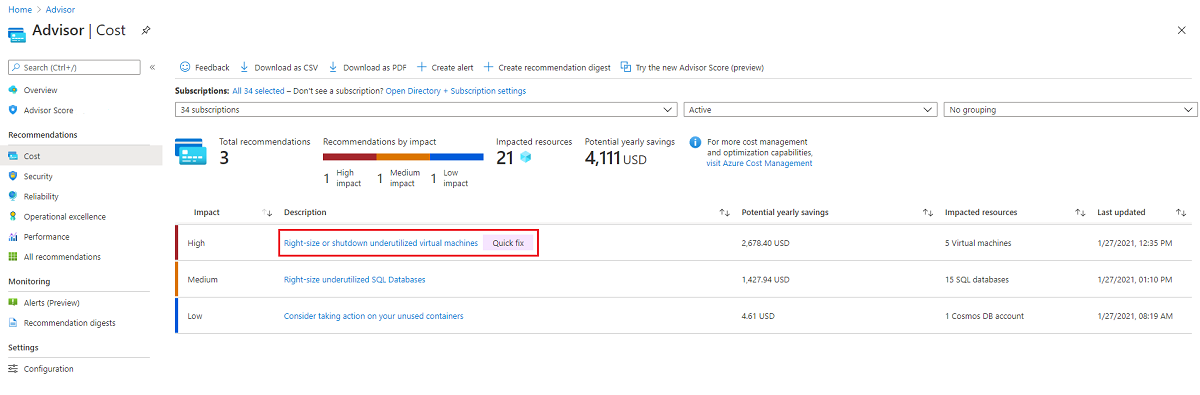 Home > Advisor
Advisor | Cost
Search (Ctrl+/)
«
Overview
Advisor Score
Recommendations
Cost
Security
Reliability
Operational excellence
Performance
All recommendations
Monitoring
Alerts (Preview)
Recommendation digests
Settings
Configuration
Feedback Download as CSV Download as PDF Create alert Create recommendation digest Try the new Advisor Score (preview)
Subscriptions: All 34 selected – Don't see a subscription? Open Directory + Subscription settings
34 subscriptions Active No grouping
Total recommendations
3
Recommendations by impact
1 High impact
1 Medium impact
1 Low impact
Impacted resources
21
Potential yearly savings
4,111 USD
For more cost management
and optimization capabilities,
visit Azure Cost Management
Impact Description Potential yearly savings Impacted resources Last updated
High Right-size or shutdown underutilized virtual machines Quick fix 2,678.40 USD 5 Virtual machines 1/27/2021, 12:35 PM
Medium Right-size underutilized SQL Databases 1,427.94 USD 15 SQL databases 1/27/2021, 01:10 PM
Low Consider taking action on your unused containers 4.61 USD 1 Cosmos DB account 1/27/2021, 08:19 AM